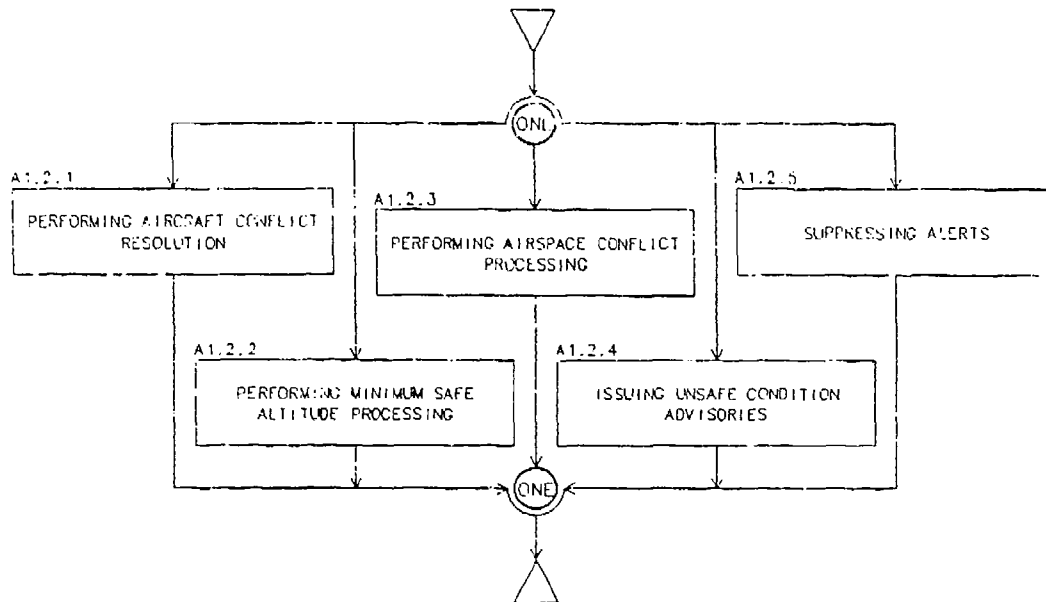 ONE
A1.2.1
PERFORMING AIRCRAFT CONFLICT
RESOLUTION
A1.2.3
PERFORMING AIRSPACE CONFLICT
PROCESSING
A1.2.5
SUPPRESSING ALERTS
A1.2.2
PERFORMING MINIMUM SAFE
ALTITUDE PROCESSING
A1.2.4
ISSUING UNSAFE CONDITION
ADVISORIES
ONE